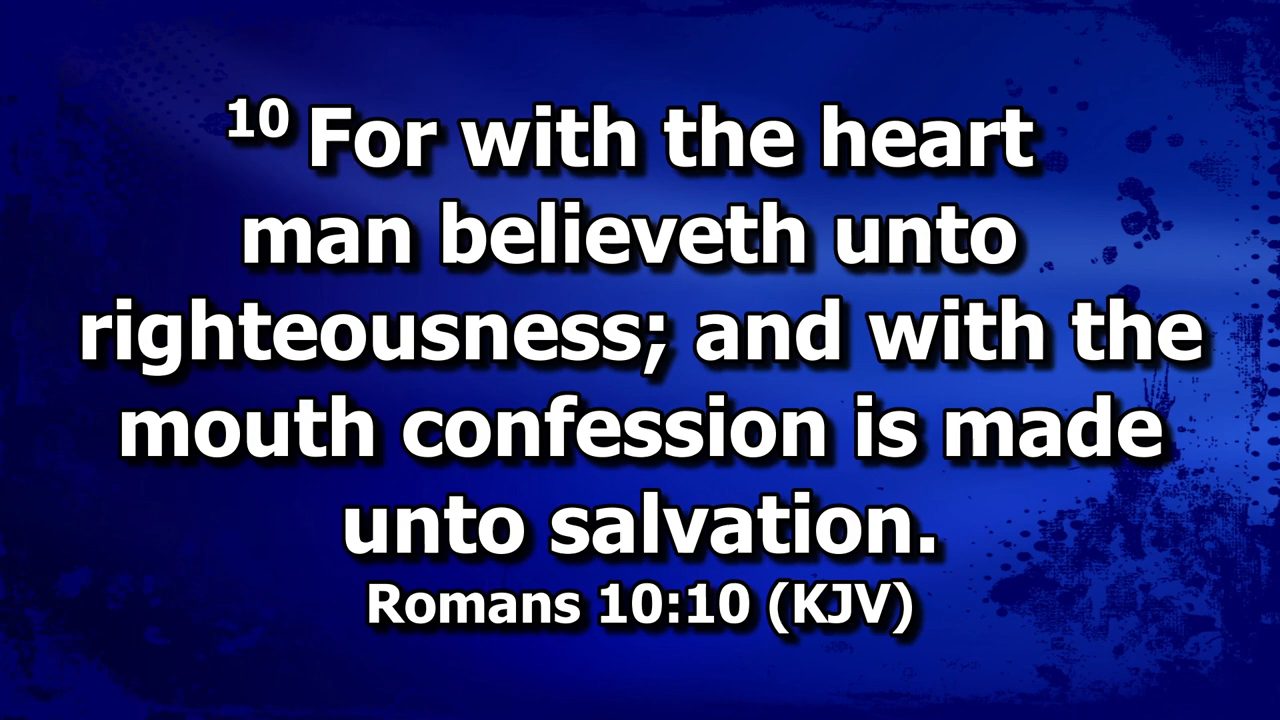 10 For with the heart
man believeth unto
righteousness; and with the
mouth confession is made
unto salvation.
Romans 10:10 (KJV)